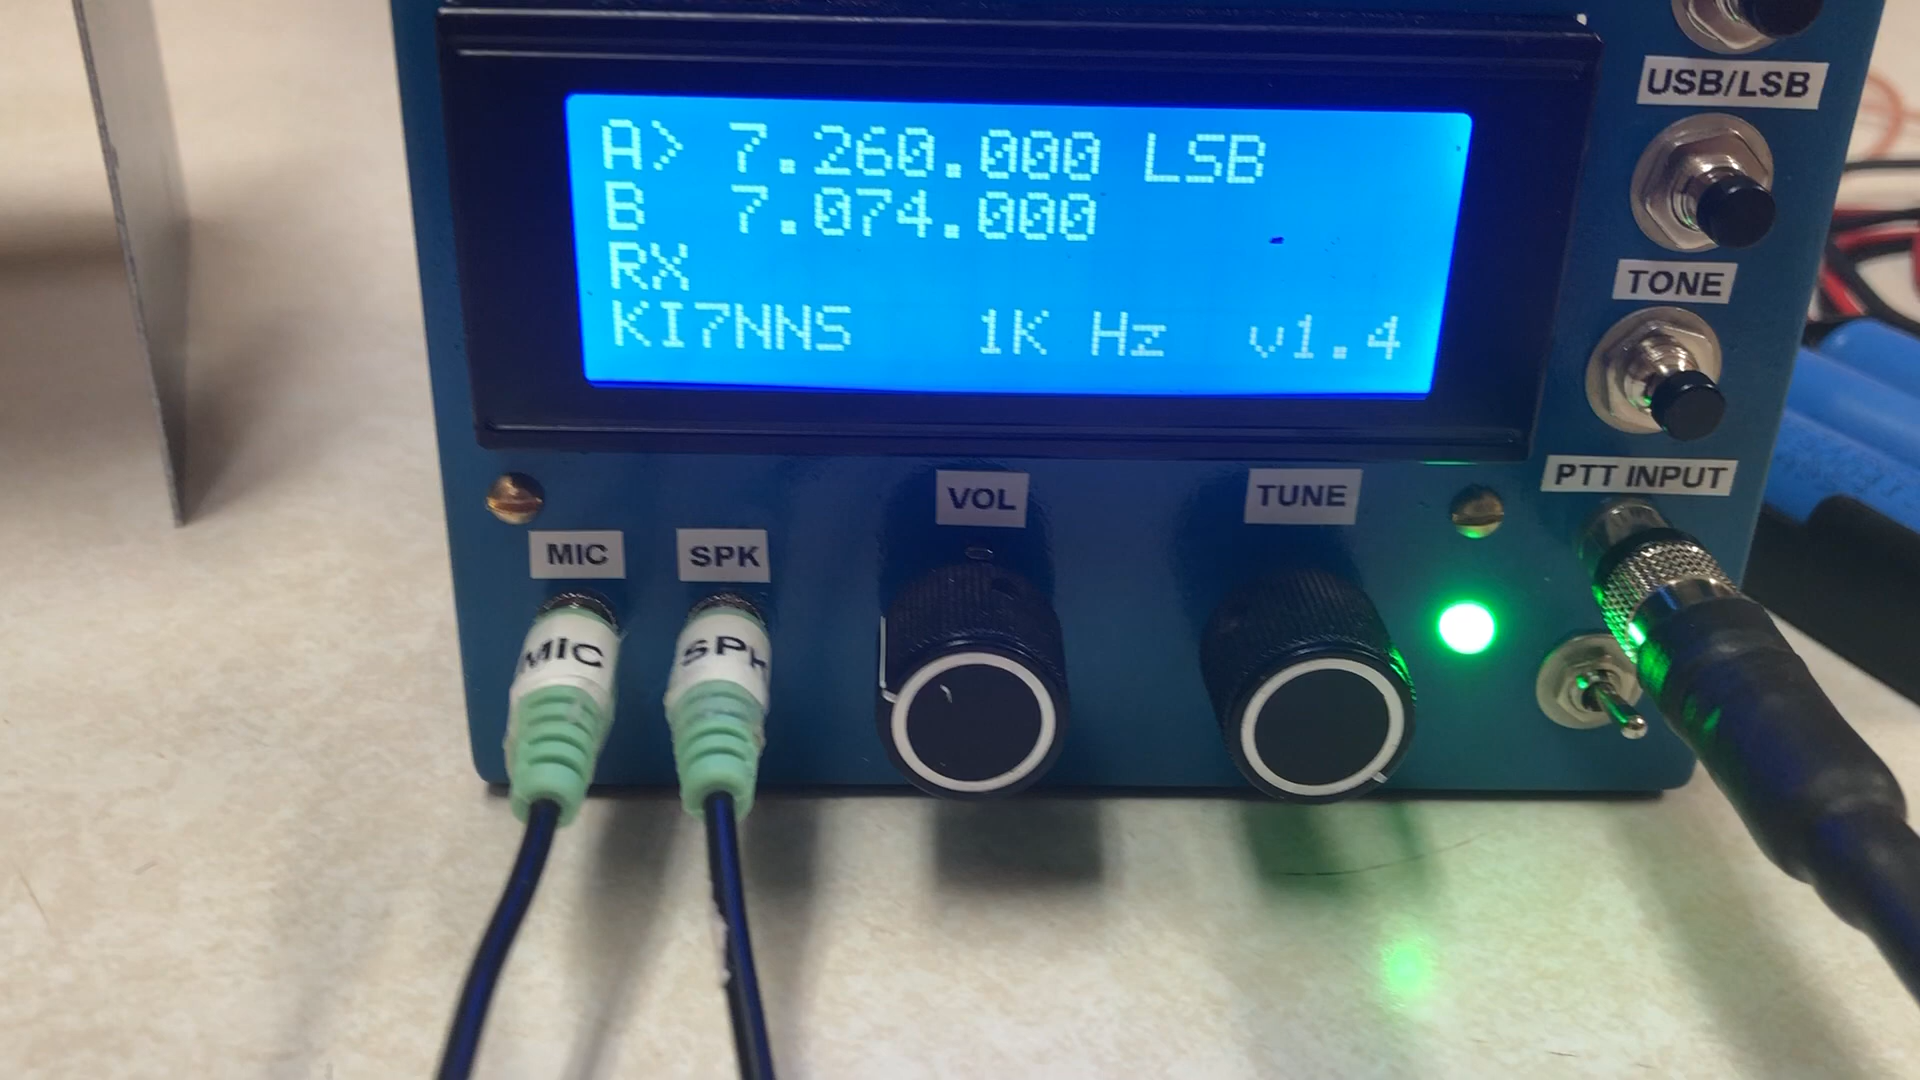 USB/LSB
A> 7.260.000 LSB
B 7.074.000
RX
KI7NNS 1K Hz v1.4
TONE
PTT INPUT
VOL
TUNE
MIC
SPK
MIC
SPK